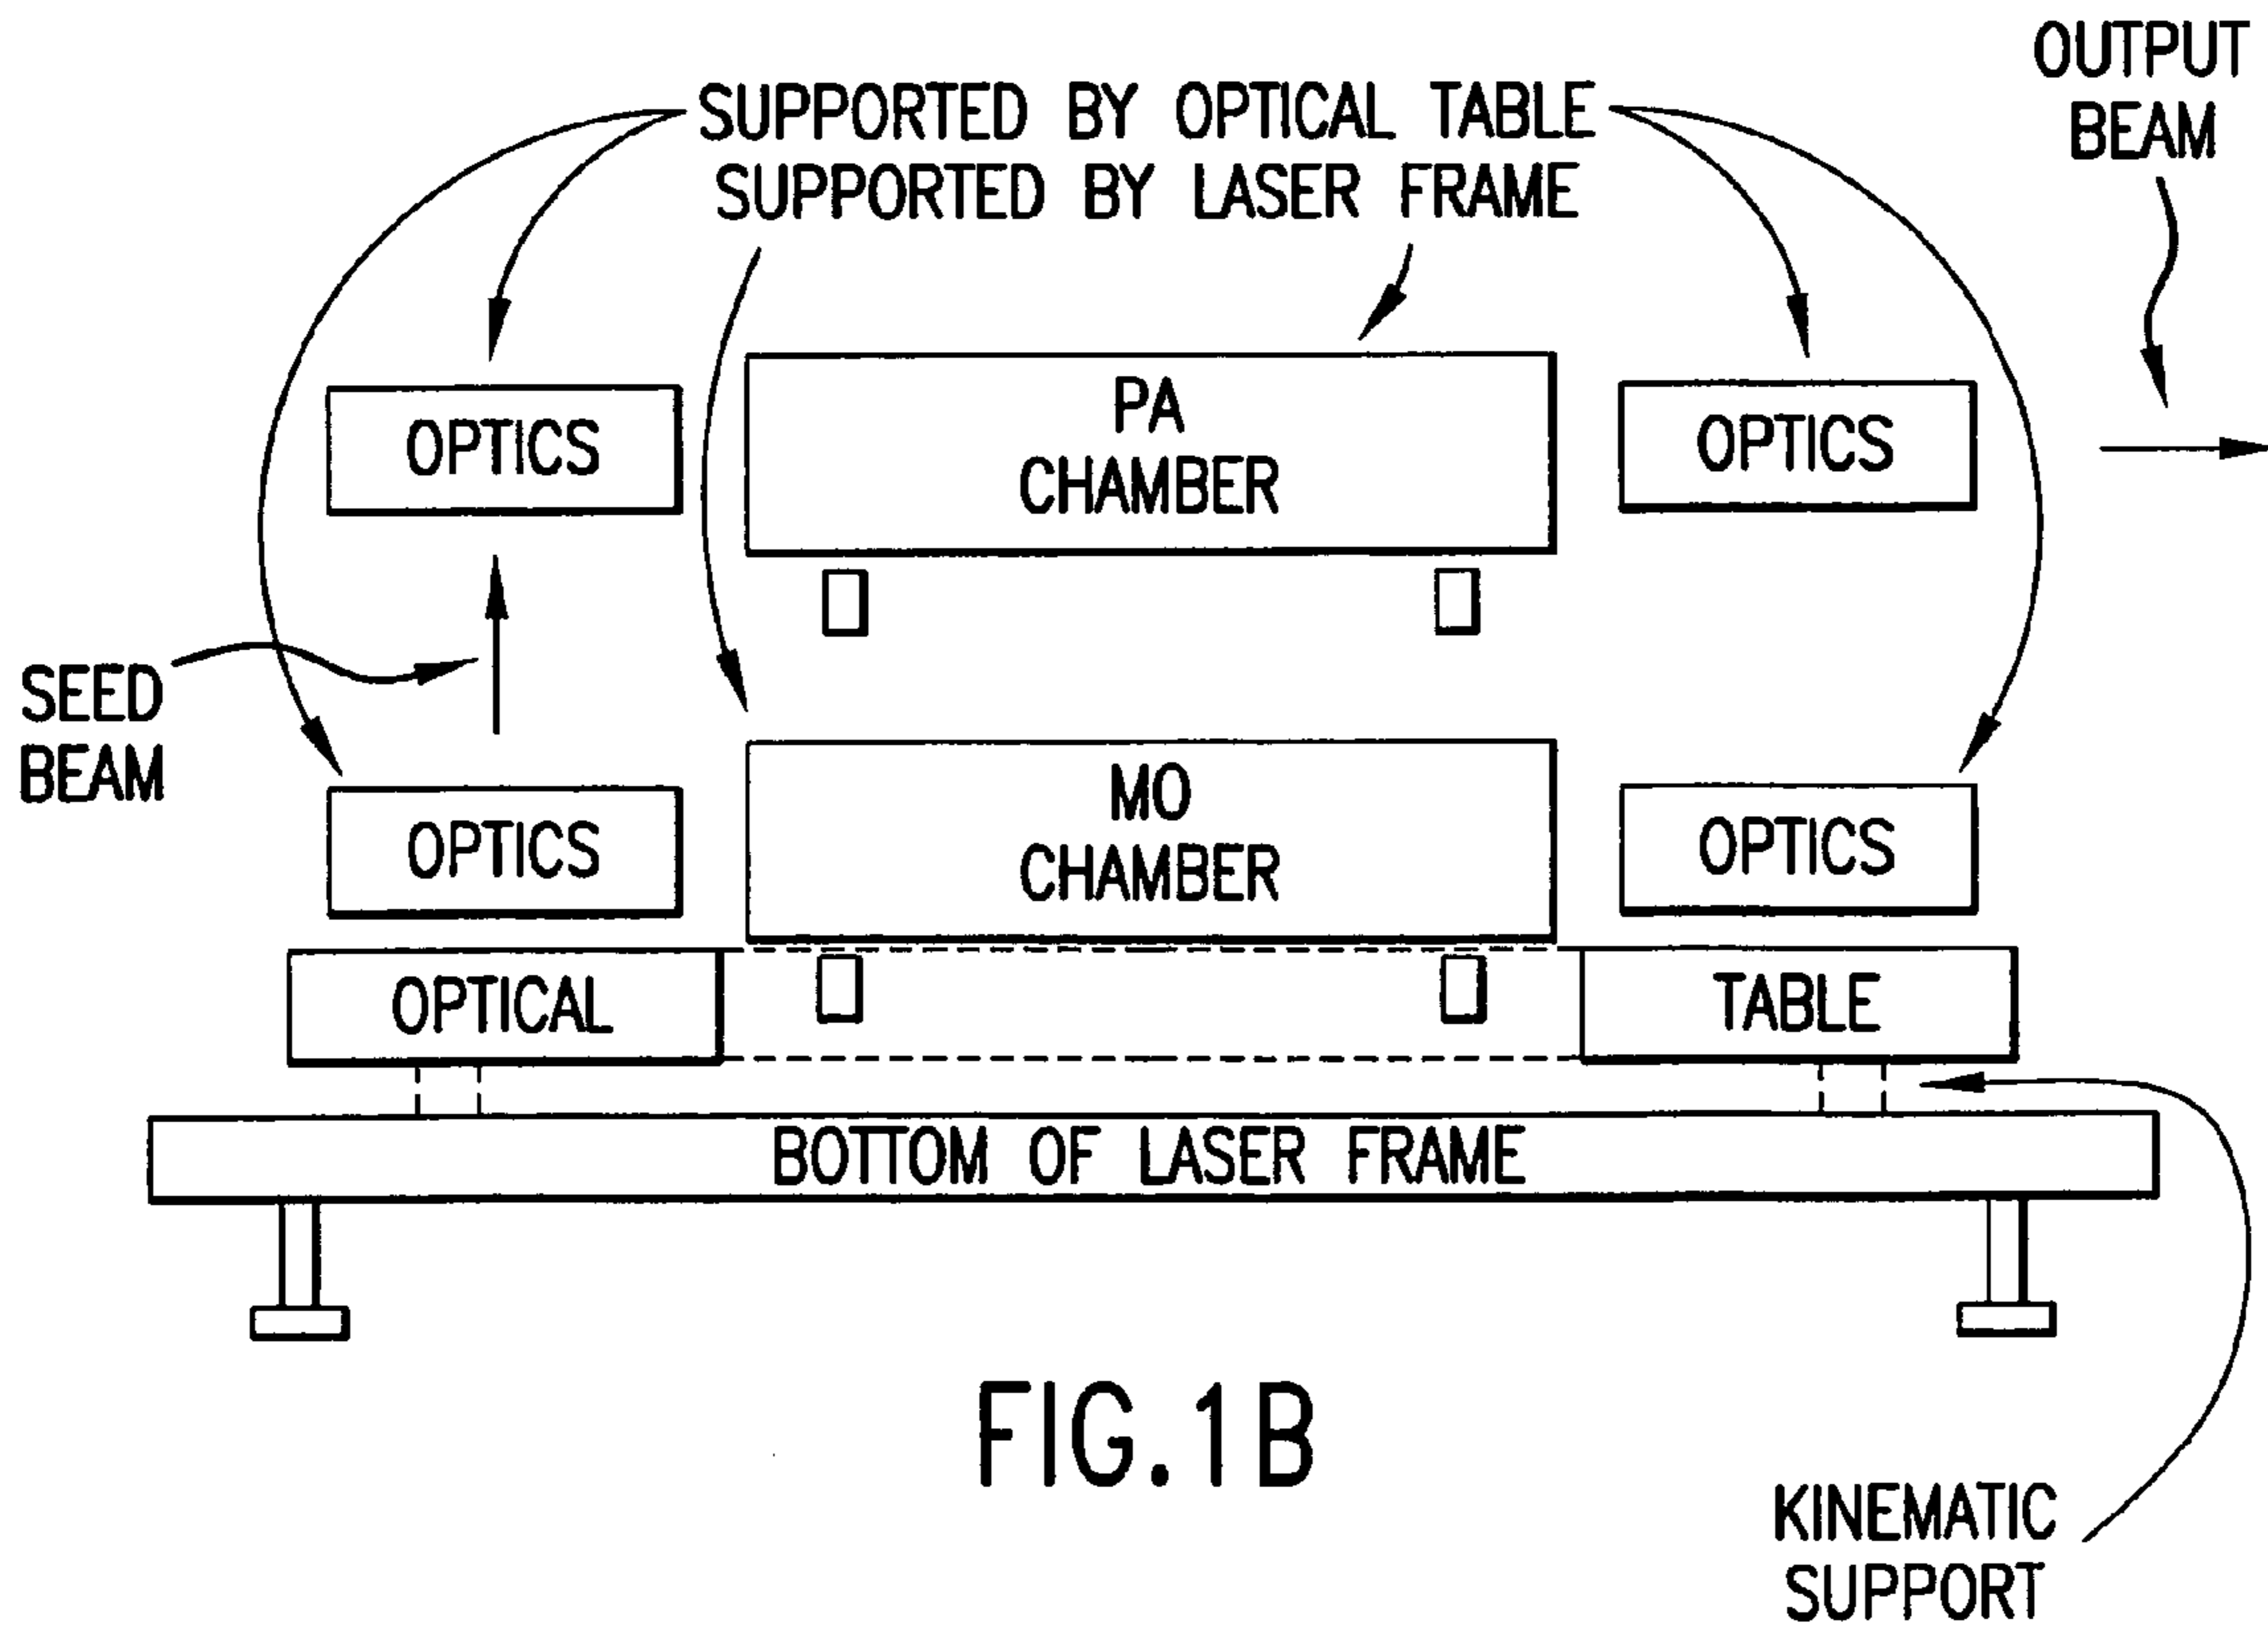 OUTPUT
BEAM
SUPPORTED BY OPTICAL TABLE
SUPPORTED BY LASER FRAME
OPTICS
PA
CHAMBER
OPTICS
SEED
BEAM
OPTICS
MO
CHAMBER
OPTICS
OPTICAL
TABLE
BOTTOM OF LASER FRAME
FIG.1B
KINEMATIC
SUPPORT